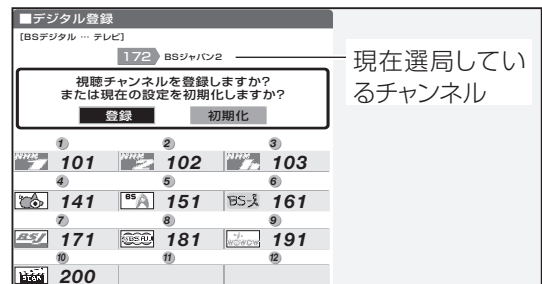 ■デジタル登録
[BSデジタル … テレビ]
172 BSジャパン2
現在選局してい
るチャンネル
視聴チャンネルを登録しますか?
または現在の設定を初期化しますか?
登録 初期化
① ② ③
101 102 103
④ ⑤ ⑥
141 BSA 151 BS-i 161
⑦ ⑧ ⑨
BSJ 171 181 WOWOW 191
⑩ ⑪ ⑫
200